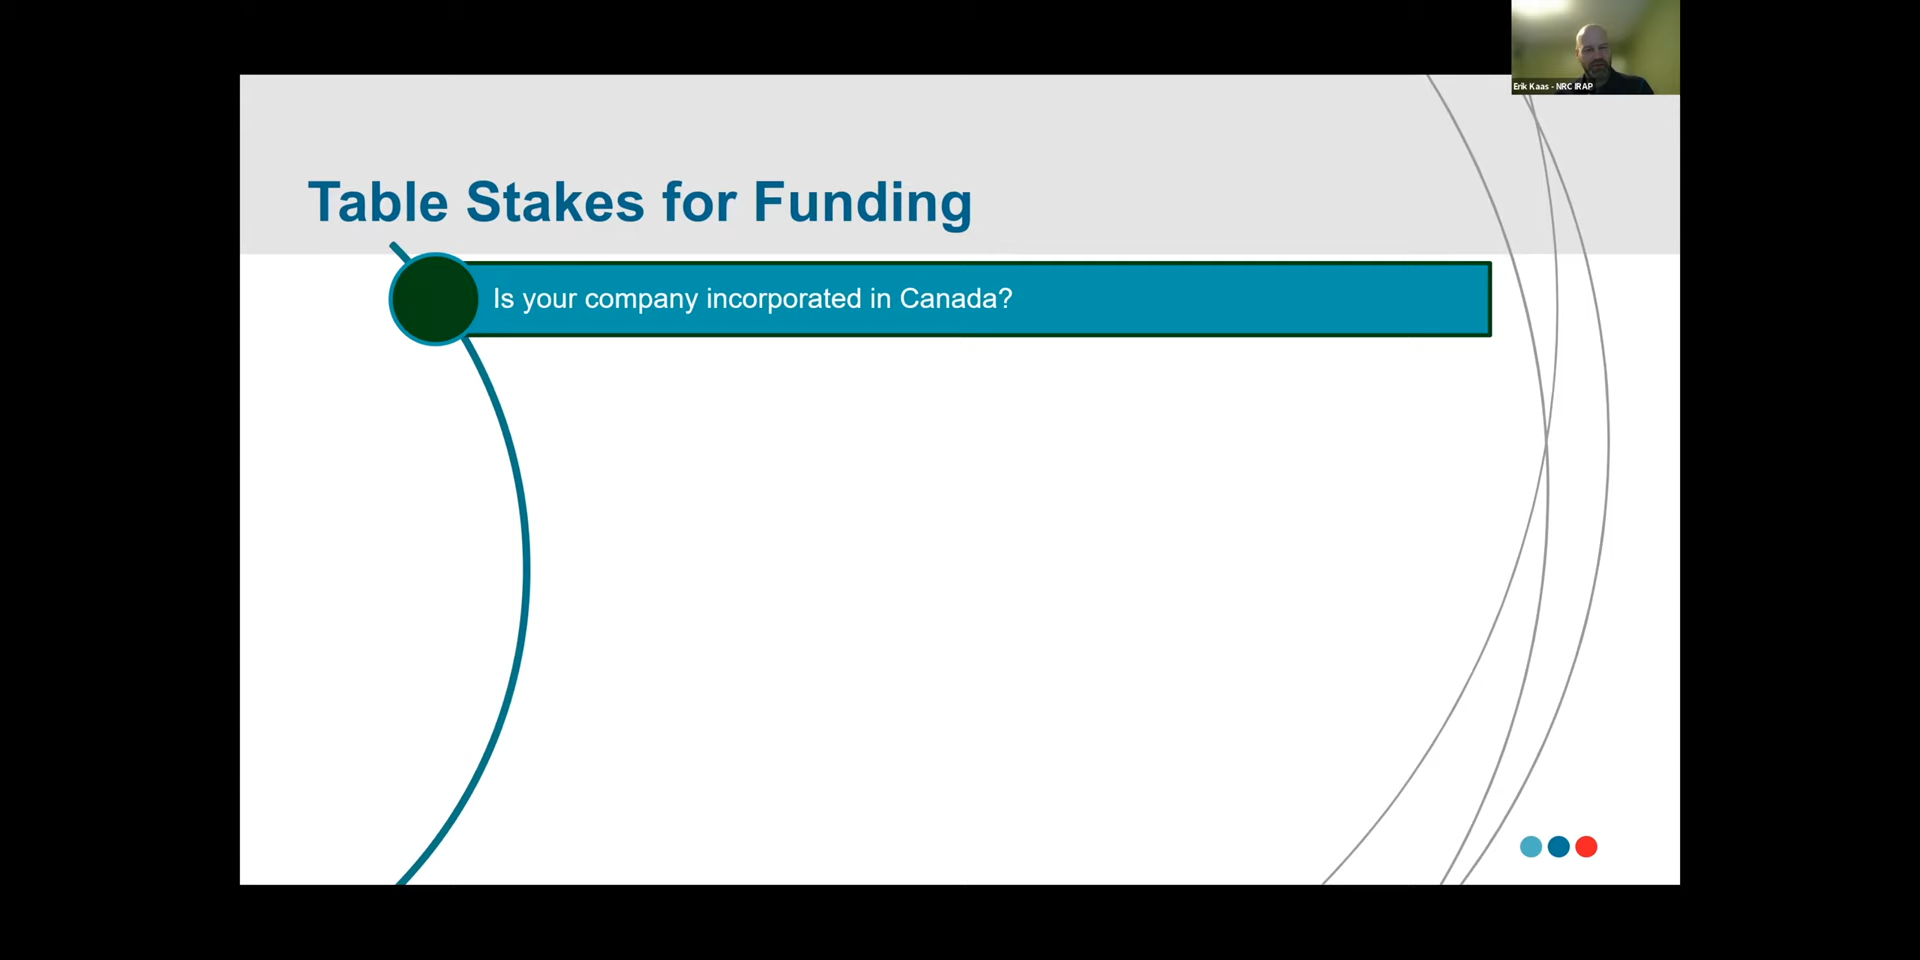 Erik Kaas - NRC IRAP
Table Stakes for Funding
Is your company incorporated in Canada?